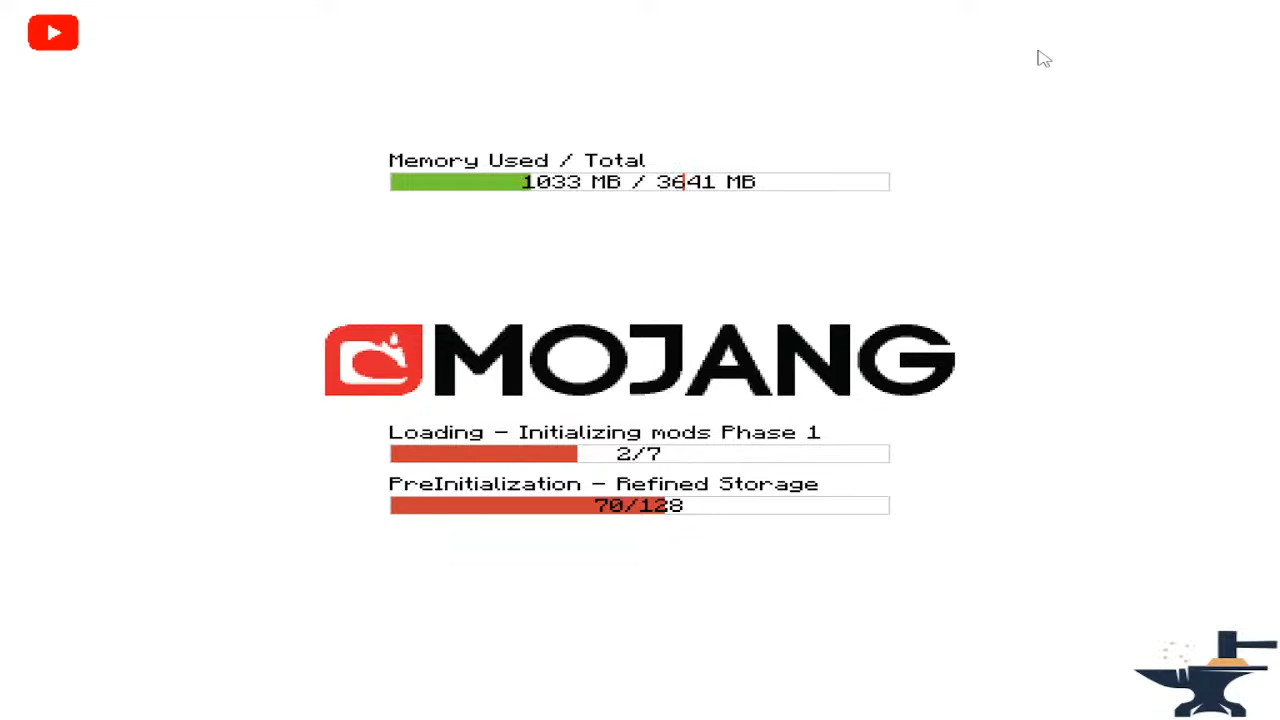 Memory Used / Total
1033 MB / 3641 MB
MOJANG
Loading - Initializing mods Phase 1
2/7
PreInitialization - Refined Storage
70/128